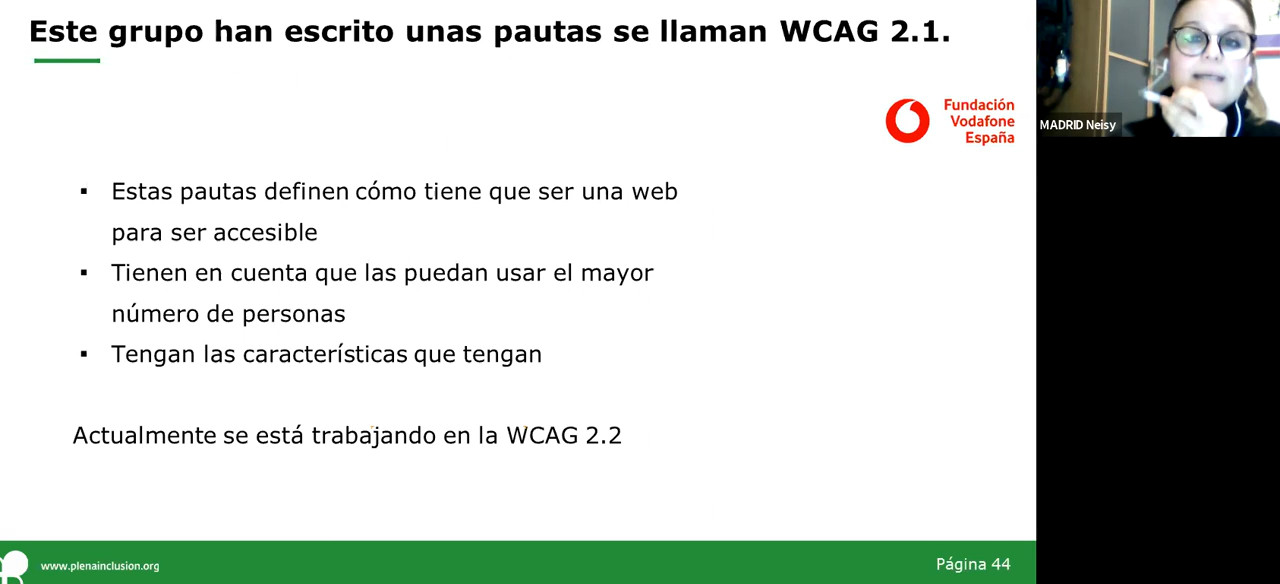 Este grupo han escrito unas pautas se llaman WCAG 2.1.
Fundación
Vodafone
España
MADRID Neisy
▪ Estas pautas definen cómo tiene que ser una web
para ser accesible
▪ Tienen en cuenta que las puedan usar el mayor
número de personas
▪ Tengan las características que tengan
Actualmente se está trabajando en la WCAG 2.2
www.plenainclusion.org
Página 44